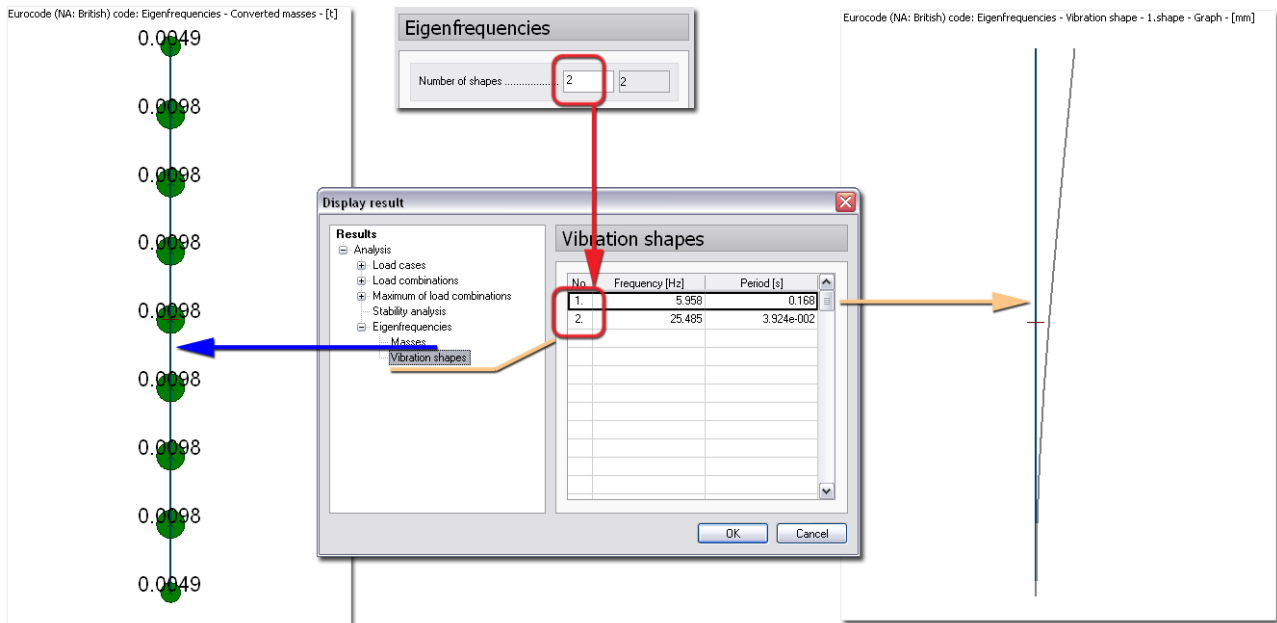 Eurocode (NA: British) code: Eigenfrequencies - Converted masses - [t]
0.0049
0.0098
0.0098
0.0098
0.0098
0.0098
0.0098
0.0098
0.0049
Eigenfrequencies
Number of shapes .................. 2 2
Display result
Results
Analysis
Load cases
Load combinations
Maximum of load combinations
Stability analysis
Eigenfrequencies
Masses
Vibration shapes
Vibration shapes
No. Frequency [Hz] Period [s]
1. 5.958 0.168
2. 25.485 3.924e-002
OK Cancel
Eurocode (NA: British) code: Eigenfrequencies - Vibration shape - 1.shape - Graph - [mm]